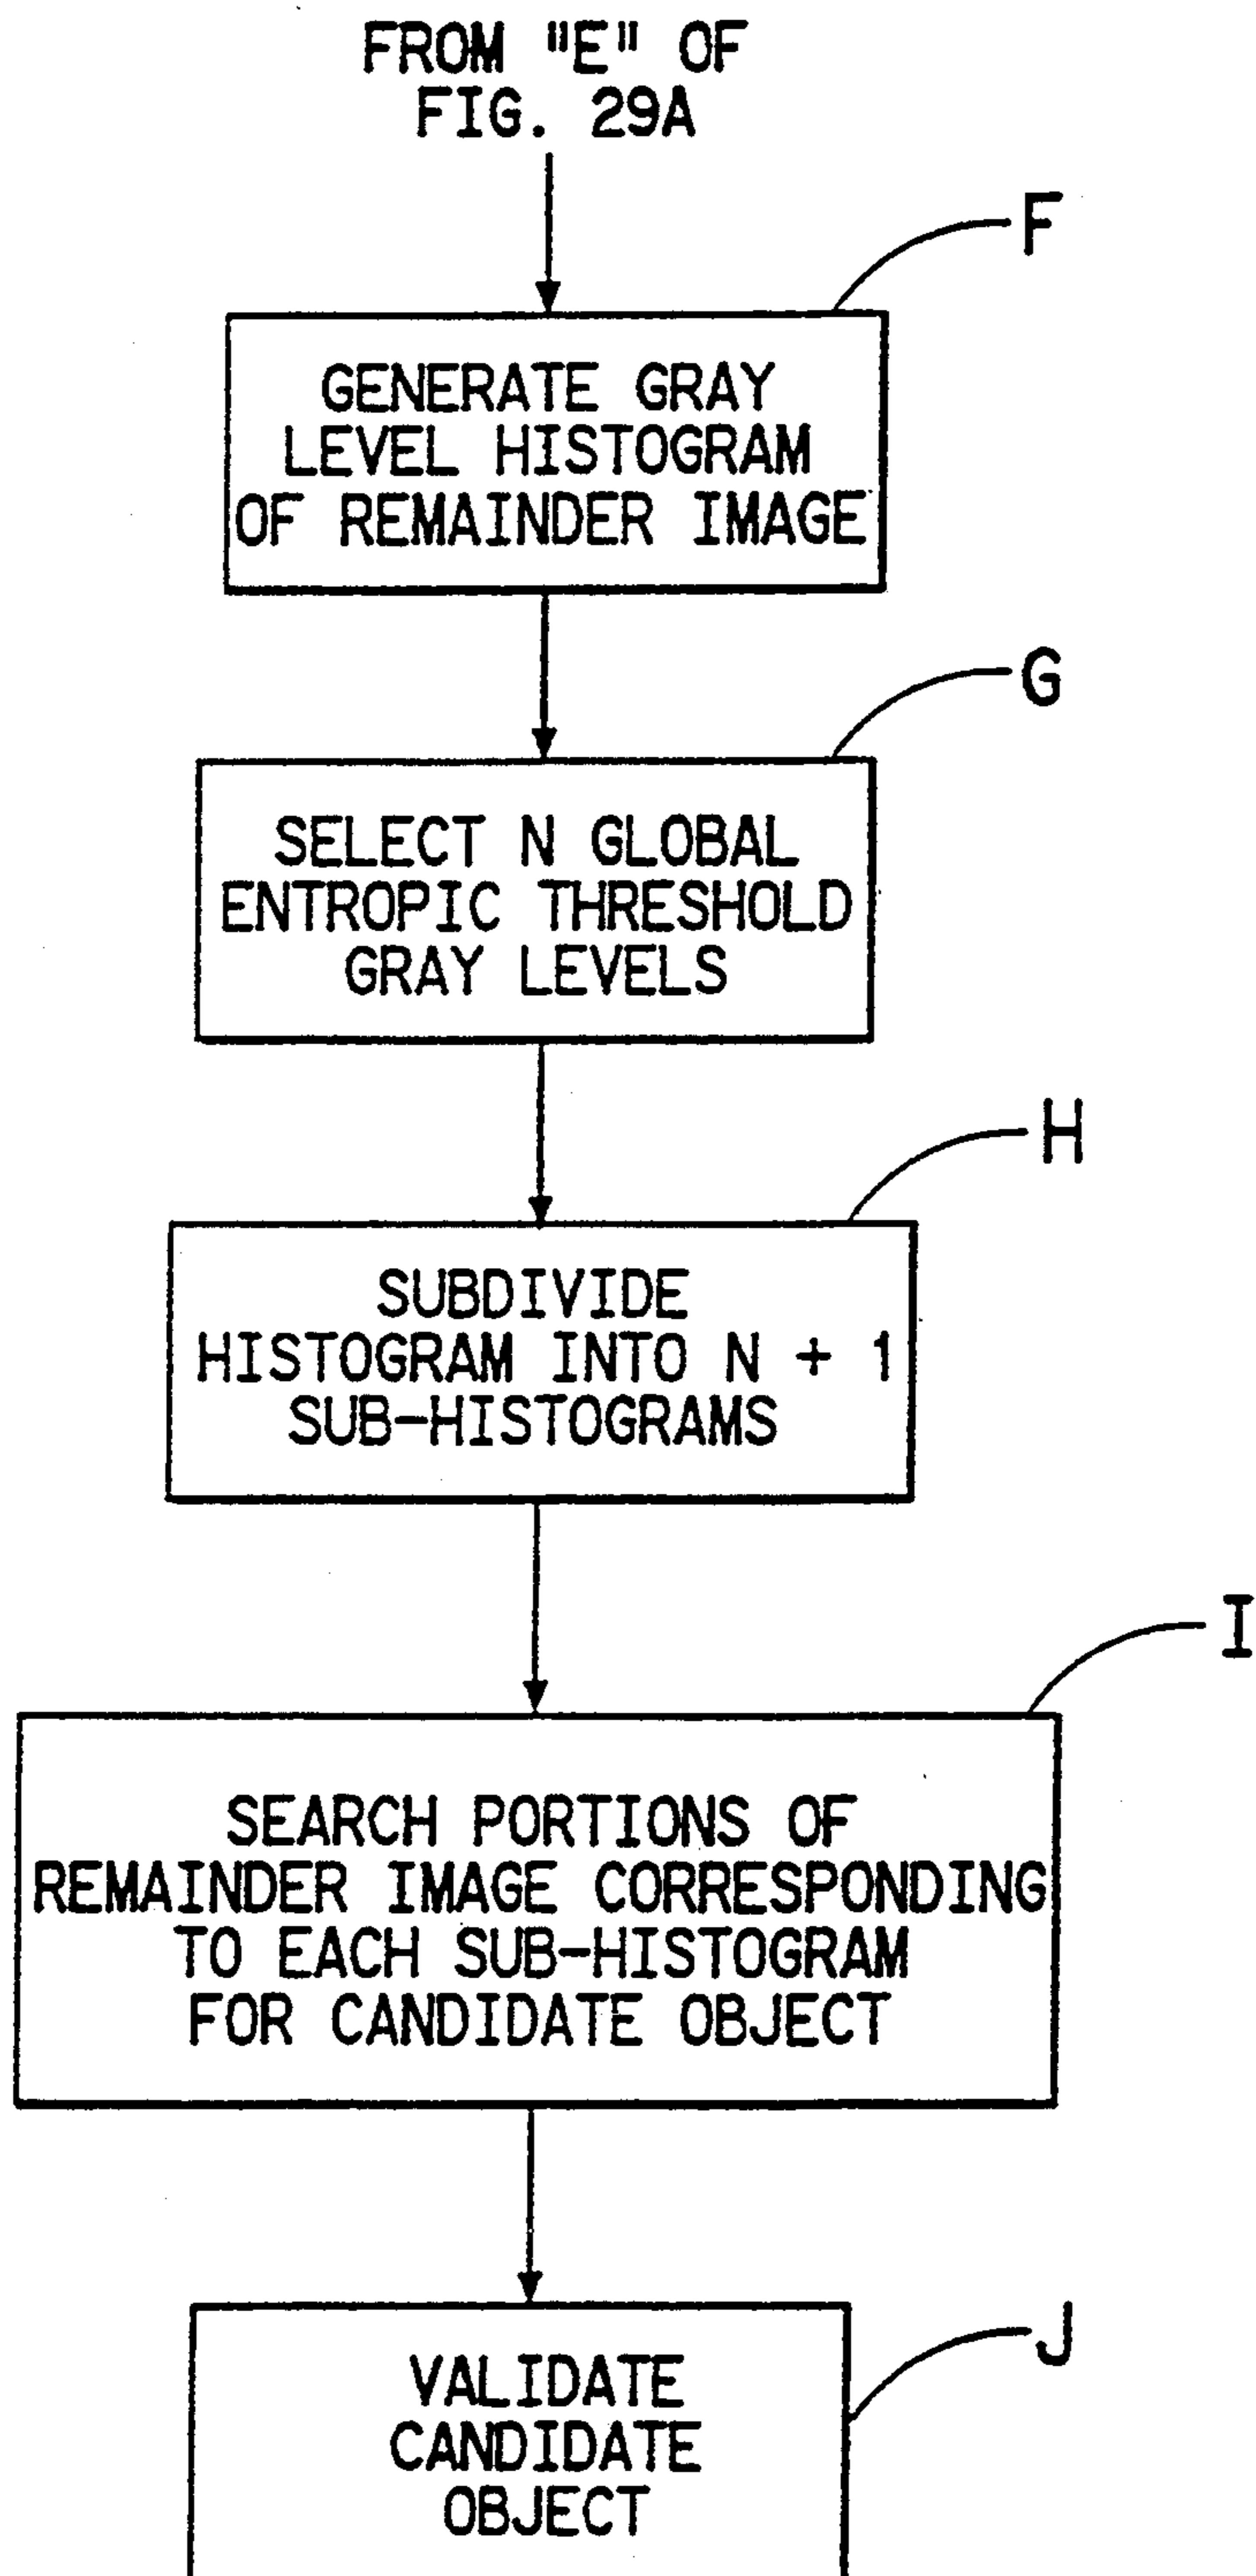 FROM "E" OF
FIG. 29A
F
GENERATE GRAY
LEVEL HISTOGRAM
OF REMAINDER IMAGE
G
SELECT N GLOBAL
ENTROPIC THRESHOLD
GRAY LEVELS
H
SUBDIVIDE
HISTOGRAM INTO N + 1
SUB-HISTOGRAMS
I
SEARCH PORTIONS OF
REMAINDER IMAGE CORRESPONDING
TO EACH SUB-HISTOGRAM
FOR CANDIDATE OBJECT
J
VALIDATE
CANDIDATE
OBJECT